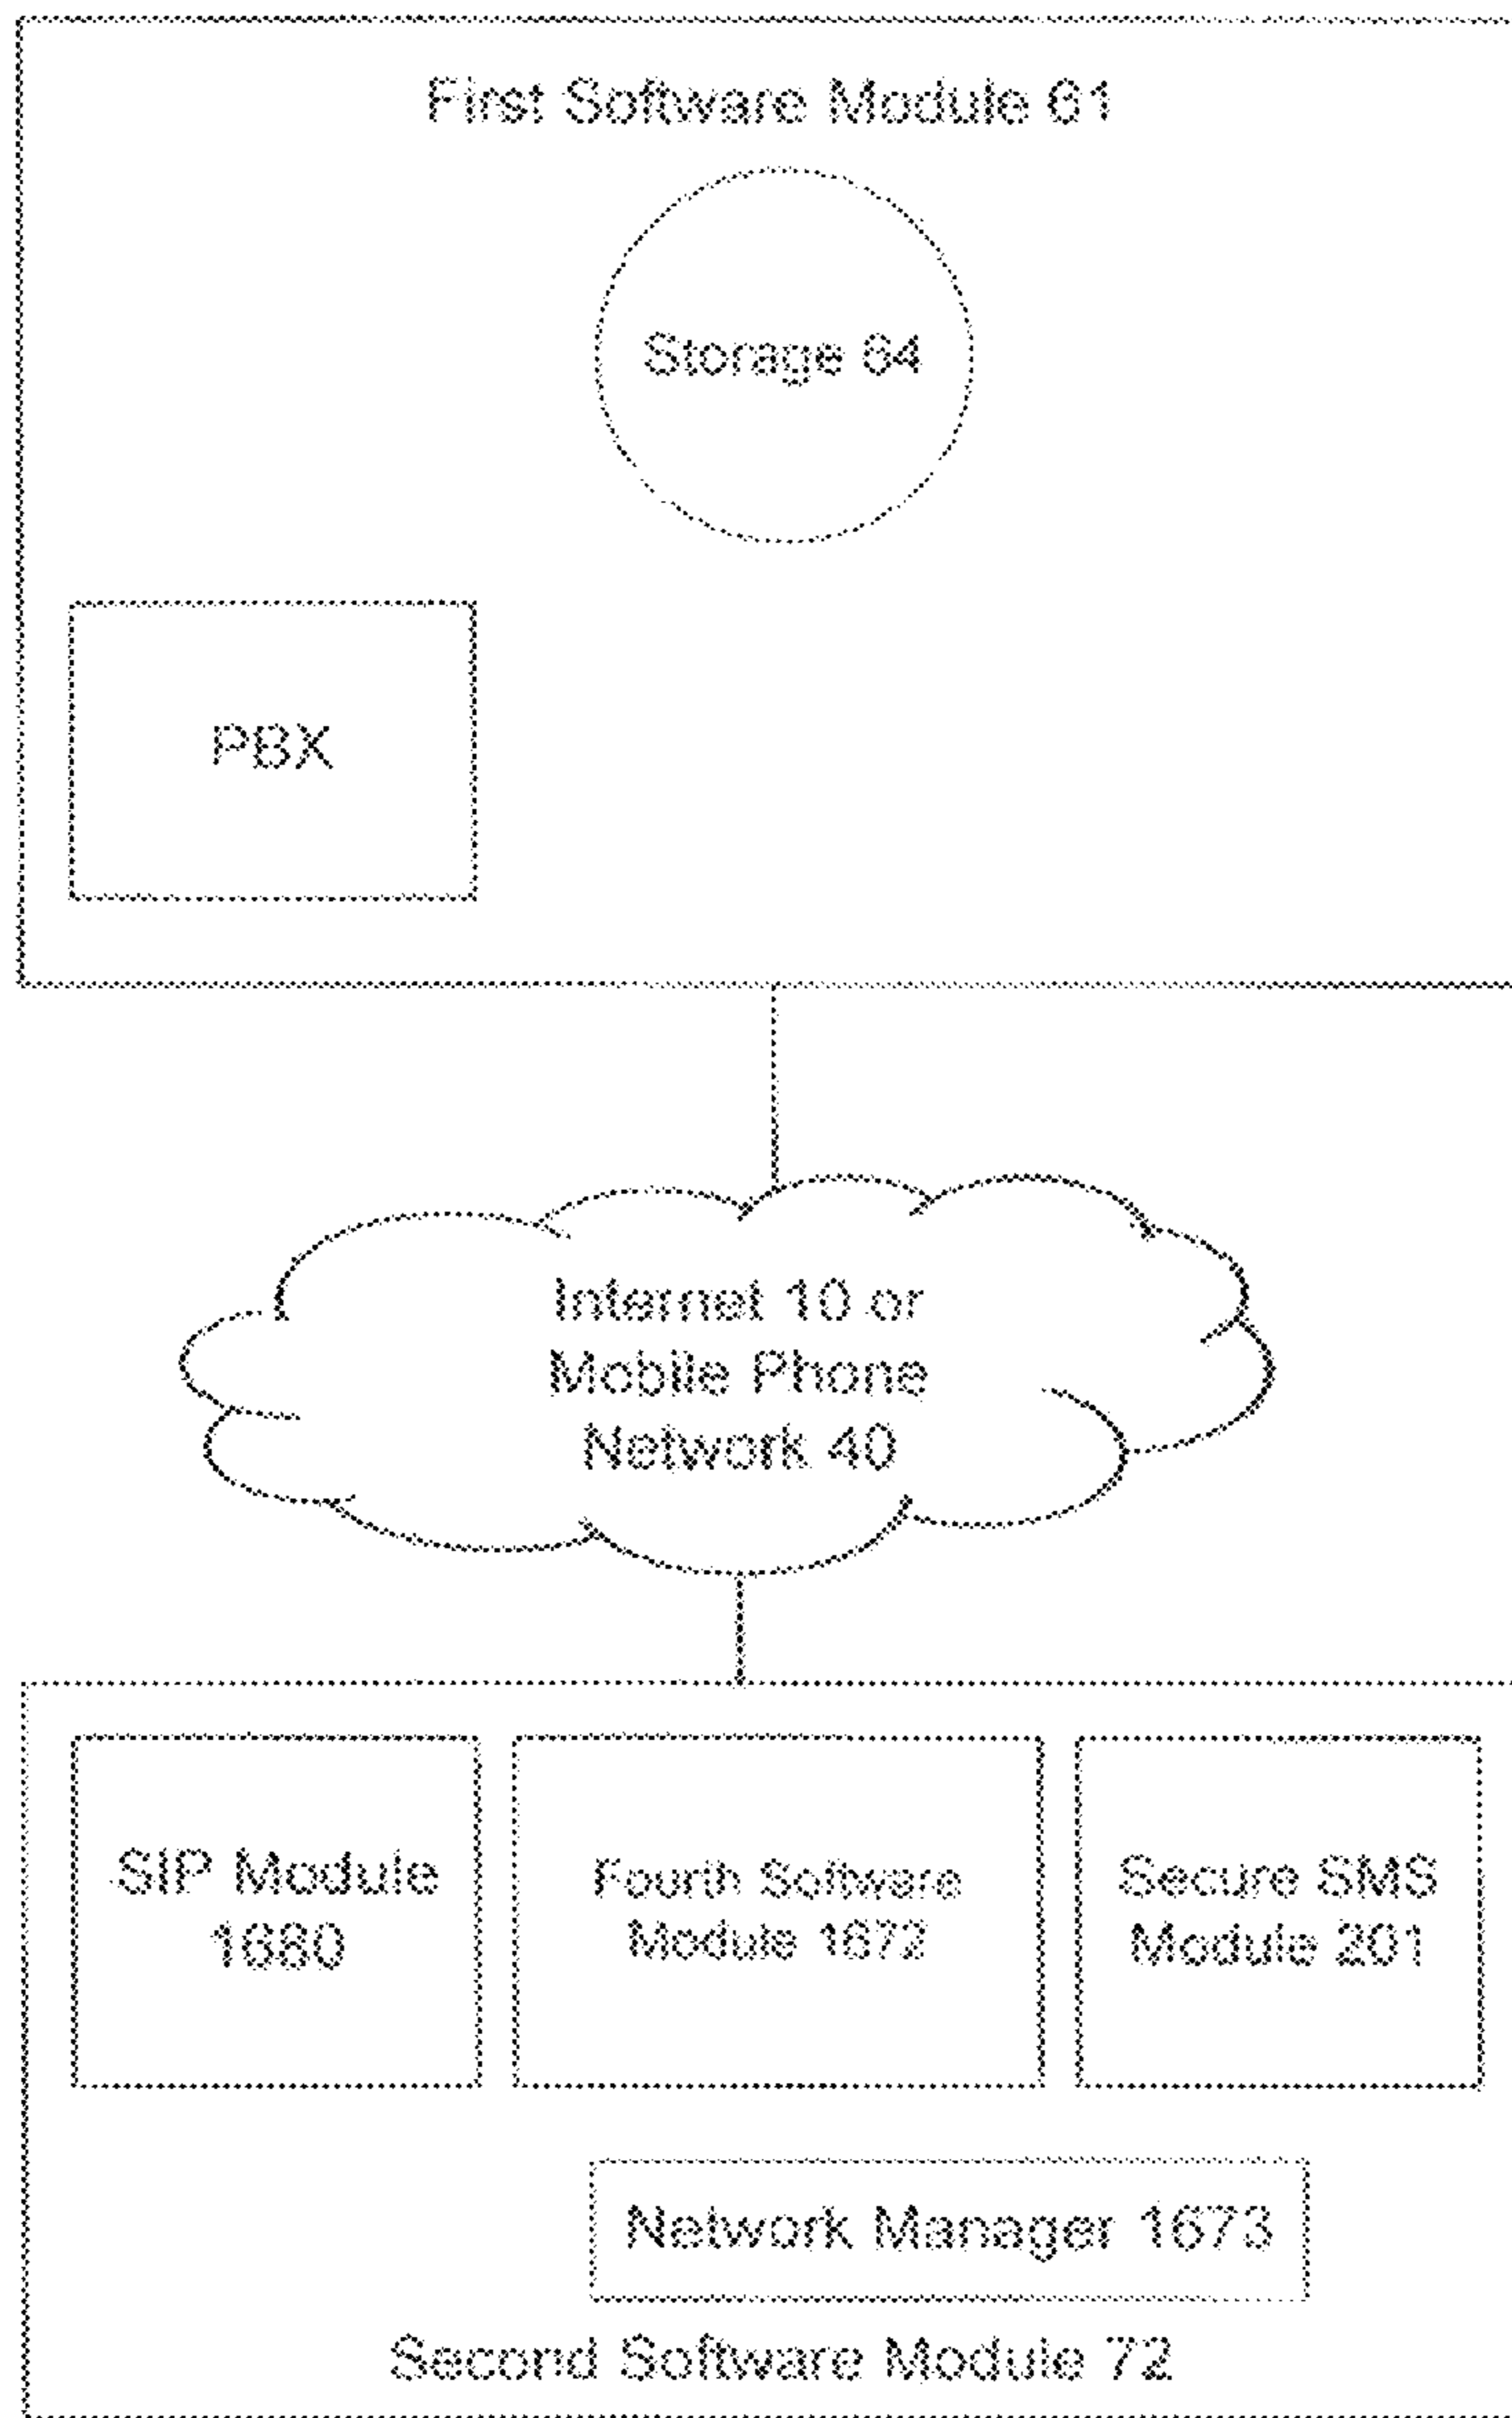 First Software Module 61
Storage 64
PBX
Internet 10 or
Mobile Phone
Network 40
SIP Module
1680
Fourth Software
Module 1672
Secure SMS
Module 201
Network Manager 1673
Second Software Module 72